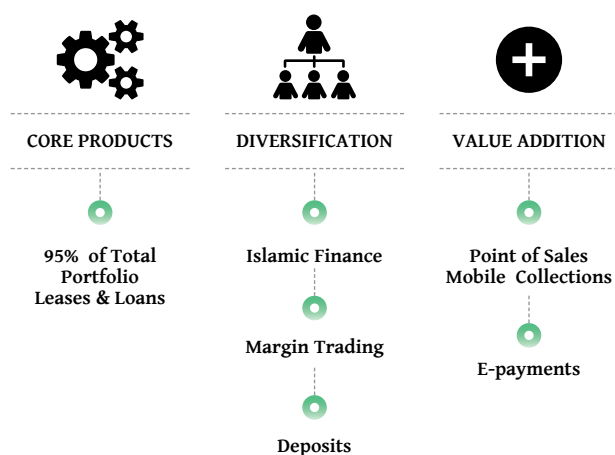 CORE PRODUCTS
95% of Total
Portfolio
Leases & Loans
DIVERSIFICATION
Islamic Finance
Margin Trading
Deposits
VALUE ADDITION
Point of Sales
Mobile Collections
E-payments